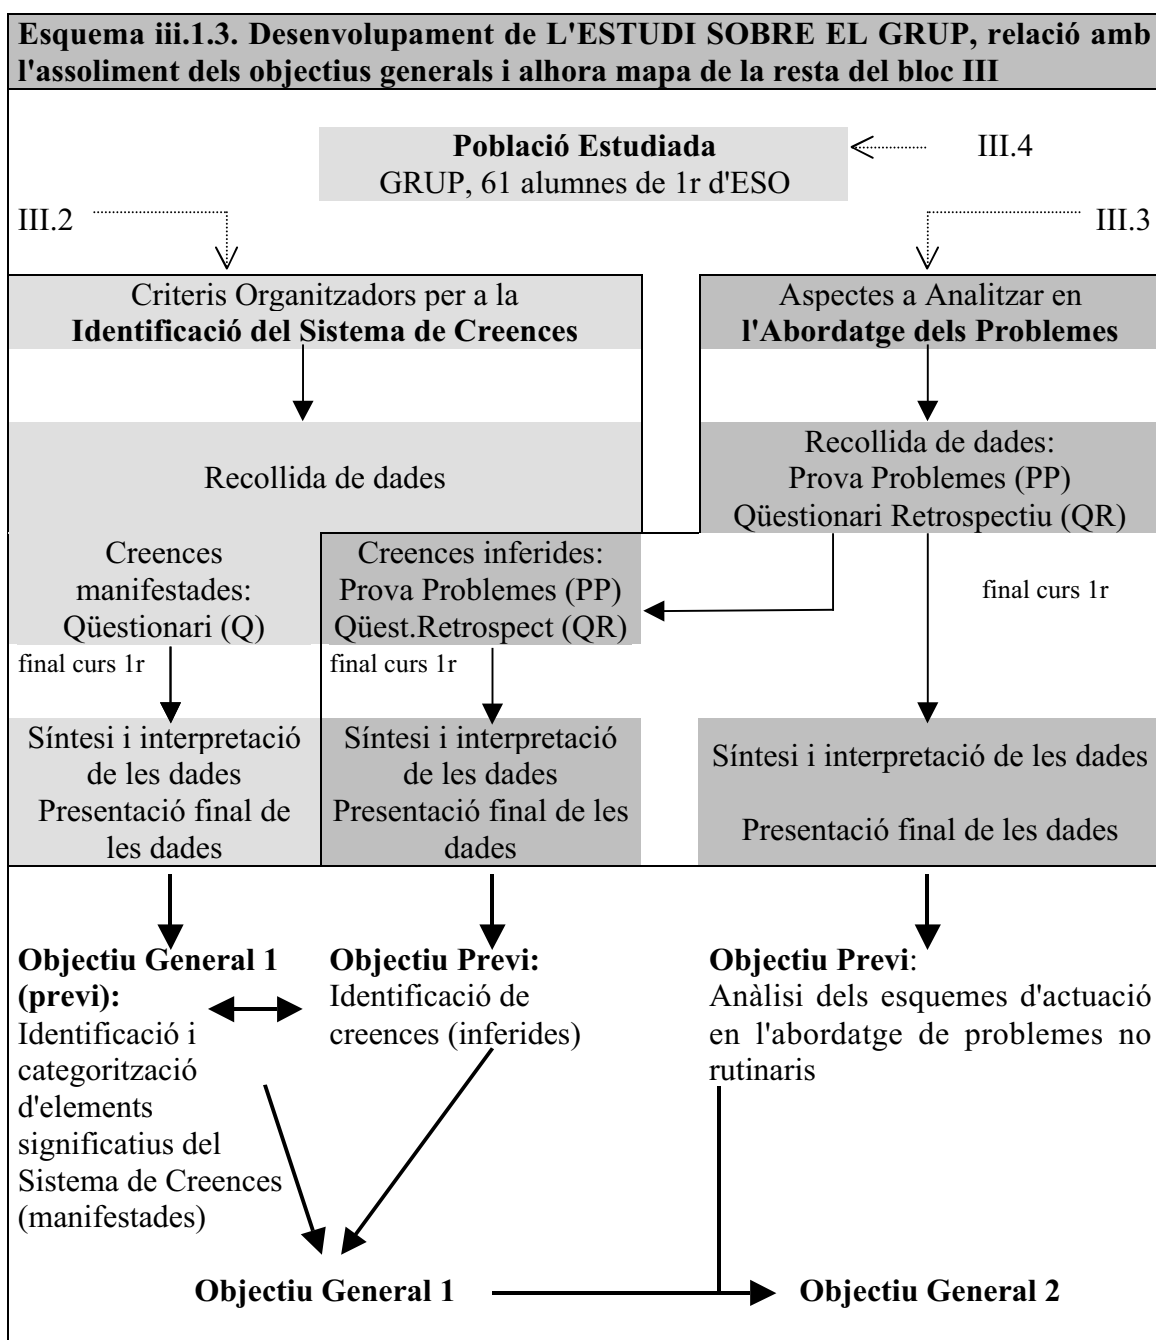 Esquema iii.1.3. Desenvolupament de L'ESTUDI SOBRE EL GRUP, relació amb
l'assoliment dels objectius generals i alhora mapa de la resta del bloc III
Població Estudiada
GRUP, 61 alumnes de 1r d'ESO
III.4
III.2
III.3
Criteris Organitzadors per a la
Identificació del Sistema de Creences
Aspectes a Analitzar en
l'Abordatge dels Problemes
Recollida de dades
Recollida de dades:
Prova Problemes (PP)
Qüestionari Retrospectiu (QR)
Creences
manifestades:
Qüestionari (Q)
final curs 1r
Creences inferides:
Prova Problemes (PP)
Qüest.Retrospect (QR)
final curs 1r
final curs 1r
Síntesi i interpretació
de les dades
Presentació final de
les dades
Síntesi i interpretació
de les dades
Presentació final de les
dades
Síntesi i interpretació de les dades
Presentació final de les dades
Objectiu General 1
(previ):
Identificació i
categorització
d'elements
significatius del
Sistema de Creences
(manifestades)
Objectiu Previ:
Identificació de
creences (inferides)
Objectiu Previ:
Anàlisi dels esquemes d'actuació
en l'abordatge de problemes no
rutinaris
Objectiu General 1
Objectiu General 2